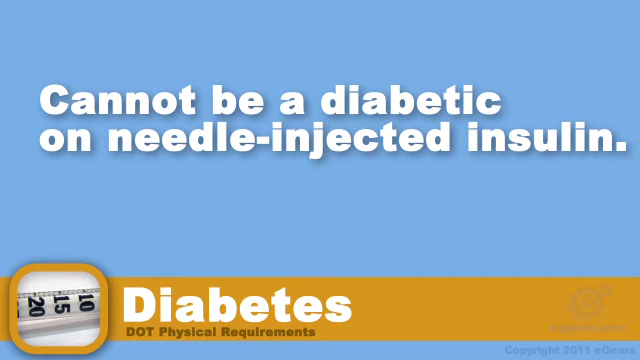 Cannot be a diabetic
on needle-injected insulin.
20 15 10
Diabetes
DOT Physical Requirements
Copyright 2011 eGears